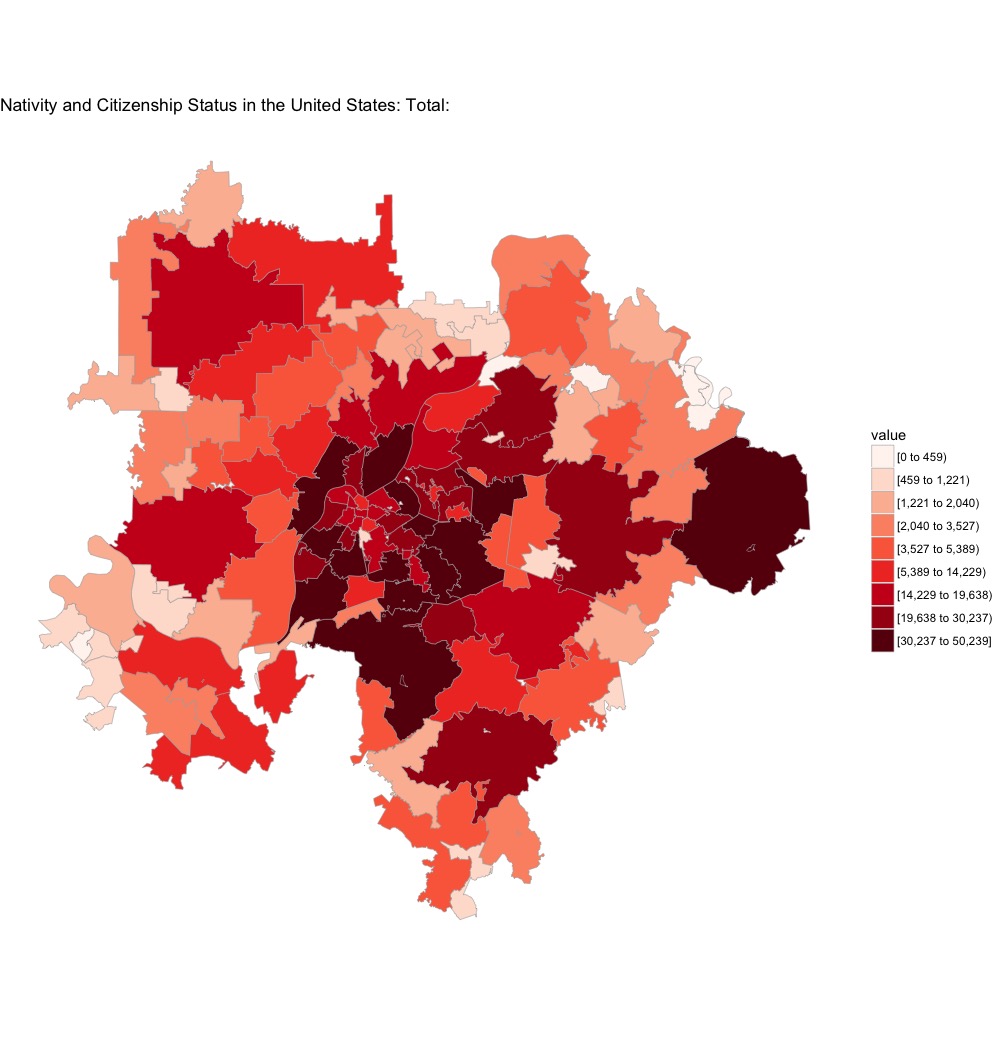 Nativity and Citizenship Status in the United States: Total:
value
[0 to 459)
[459 to 1,221)
[1,221 to 2,040)
[2,040 to 3,527)
[3,527 to 5,389)
[5,389 to 14,229)
[14,229 to 19,638)
[19,638 to 30,237)
[30,237 to 50,239]